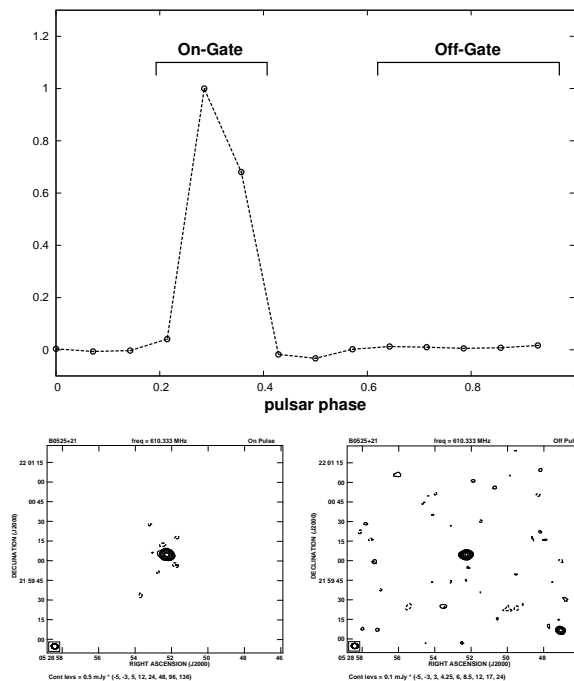 1.2
On-Gate Off-Gate
1
0.8
0.6
0.4
0.2
0
0 0.2 0.4 0.6 0.8
pulsar phase
B0525+21 freq = 610.333 MHz On Pulse
DECLINATION (J2000)
22 01 15
00
00 45
30
15
00
21 59 45
30
15
00
05 28 58 56 54 52 50 48 46
RIGHT ASCENSION (J2000)
Cont levs = 0.5 mJy * (-5, -3, 5, 12, 24, 48, 96, 136)
B0525+21 freq = 610.333 MHz Off Puls
DECLINATION (J2000)
22 01 15
00
00 45
30
15
00
21 59 45
30
15
00
05 28 58 56 54 52 50 48
RIGHT ASCENSION (J2000)
Cont levs = 0.1 mJy * (-5, -3, 3, 4.25, 6, 8.5, 12, 17, 24)